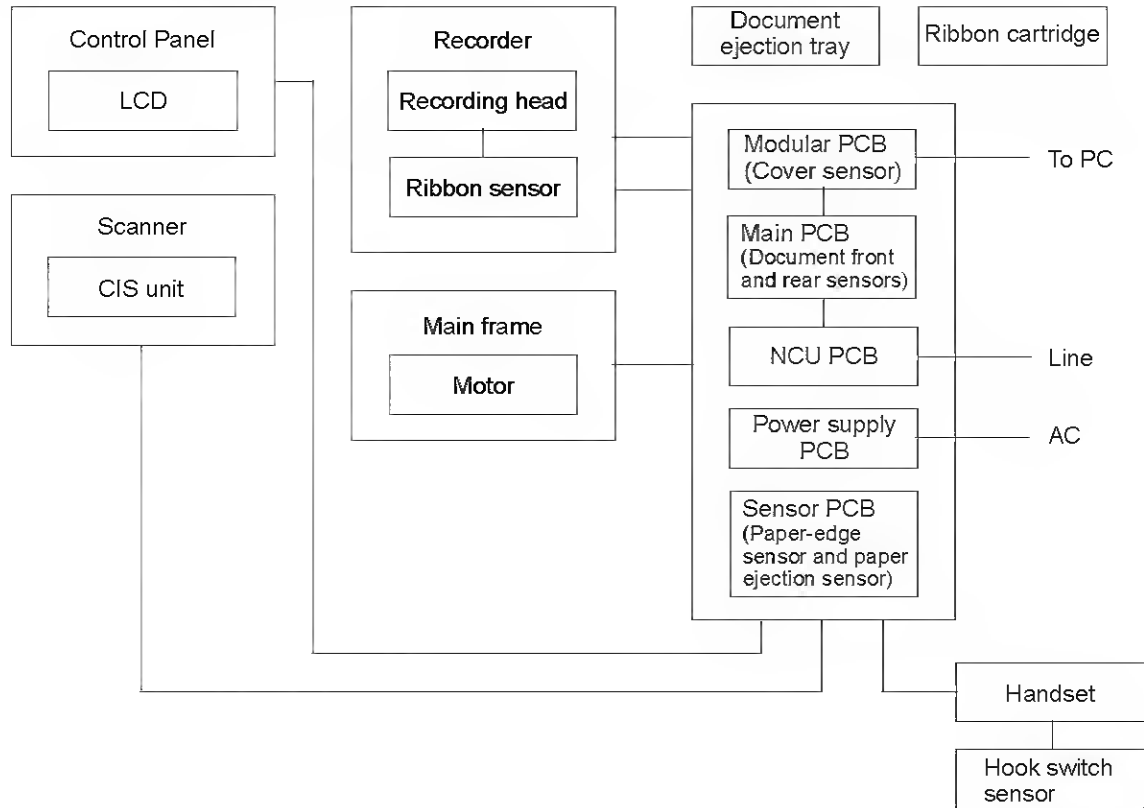 Control Panel
LCD
Scanner
CIS unit
Recorder
Recording head
Ribbon sensor
Main frame
Motor
Document
ejection tray
Ribbon cartridge
Modular PCB
(Cover sensor)
Main PCB
(Document front
and rear sensors)
NCU PCB
Power supply
PCB
Sensor PCB
(Paper-edge
sensor and paper
ejection sensor)
To PC
Line
AC
Handset
Hook switch
sensor